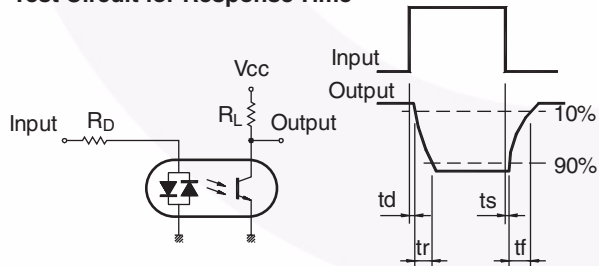 Test Circuit for Response Time
Input
Vcc
Output
Input
RD
RL
Output
10%
90%
td
ts
tr
tf